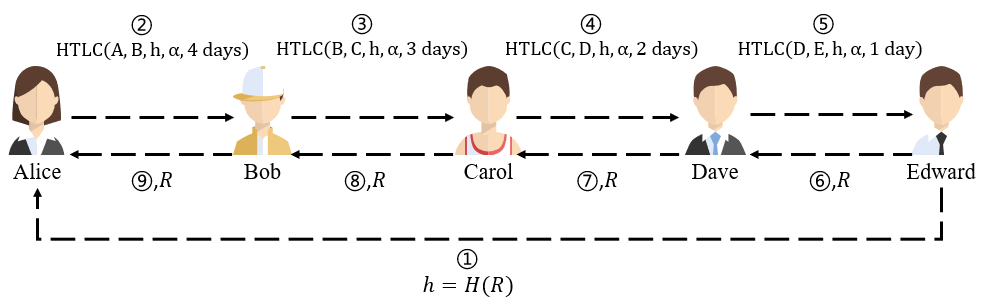 ② ③ ④ ⑤
HTLC(A, B, h, α, 4 days) HTLC(B, C, h, α, 3 days) HTLC(C, D, h, α, 2 days) HTLC(D, E, h, α, 1 day)
Alice Bob Carol Dave Edward
⑨,R ⑧,R ⑦,R ⑥,R
①
h = H(R)